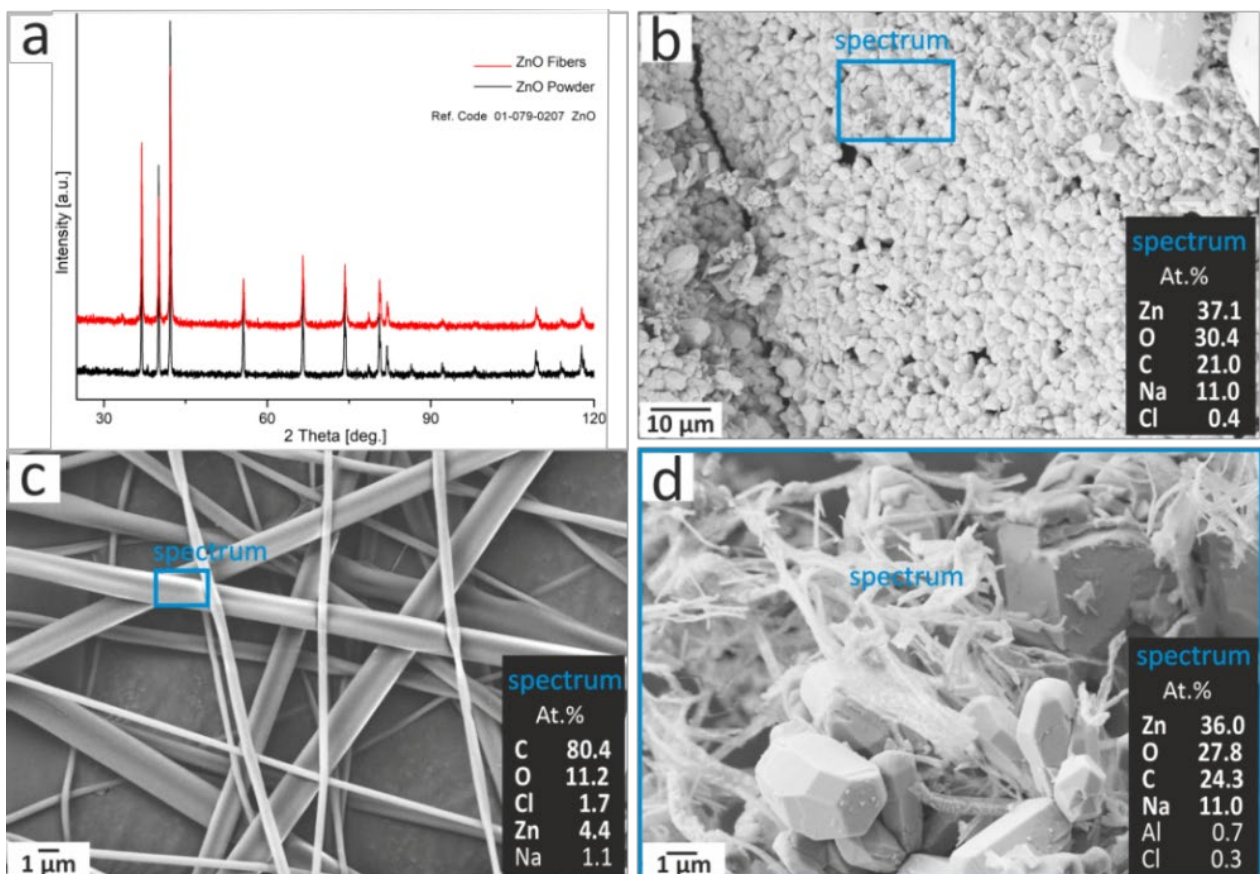 a
ZnO Fibers
ZnO Powder
Ref. Code 01-079-0207 ZnO
Intensity [a.u.]
30 60 90 120
2 Theta [deg.]
b
spectrum
spectrum
At.%
Zn 37.1
O 30.4
C 21.0
Na 11.0
Cl 0.4
10 µm
c
spectrum
spectrum
At.%
C 80.4
O 11.2
Cl 1.7
Zn 4.4
Na 1.1
1 µm
d
spectrum
spectrum
At.%
Zn 36.0
O 27.8
C 24.3
Na 11.0
Al 0.7
Cl 0.3
1 µm